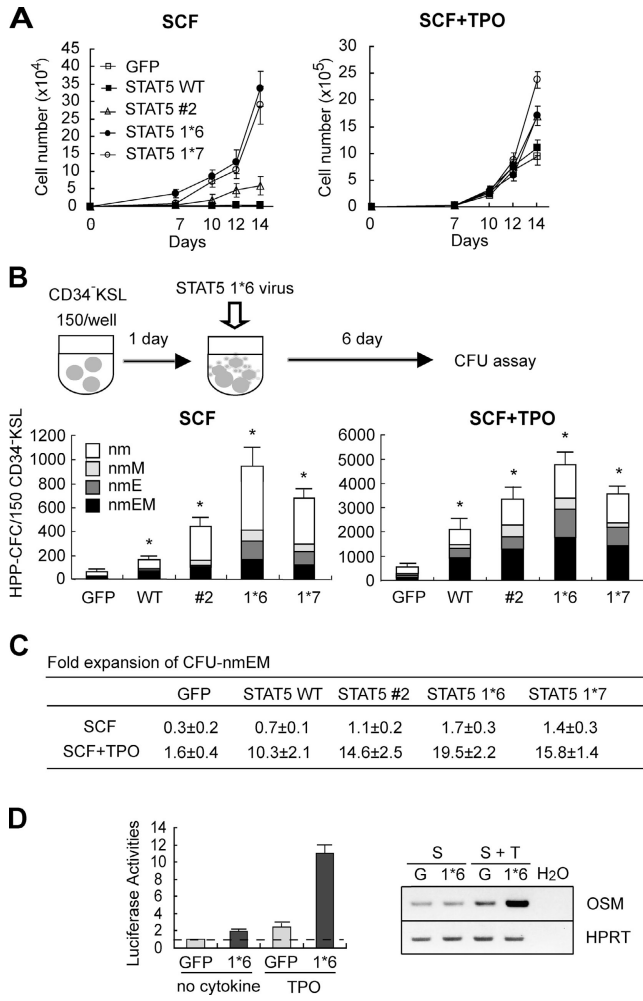 A
SCF
SCF+TPO
Cell number (x10⁴)
40
35
30
25
20
15
10
5
0
GFP
STAT5 WT
STAT5 #2
STAT5 1*6
STAT5 1*7
0 7 10 12 14
Days
Cell number (x10⁵)
30
25
20
15
10
5
0
0 7 10 12 14
Days
B
CD34⁻KSL
150/well
1 day
STAT5 1*6 virus
6 day
CFU assay
SCF
SCF+TPO
HPP-CFC/150 CD34⁻KSL
1200
1000
800
600
400
200
0
nm
nmM
nmE
nmEM
* * * *
GFP WT #2 1*6 1*7
6000
5000
4000
3000
2000
1000
0
* * * *
GFP WT #2 1*6 1*7
C
Fold expansion of CFU-nmEM
GFP STAT5 WT STAT5 #2 STAT5 1*6 STAT5 1*7
SCF 0.3±0.2 0.7±0.1 1.1±0.2 1.7±0.3 1.4±0.3
SCF+TPO 1.6±0.4 10.3±2.1 14.6±2.5 19.5±2.2 15.8±1.4
D
Luciferase Activities
14
12
10
8
6
4
2
1
0
GFP 1*6 GFP 1*6
no cytokine TPO
S S + T
G 1*6 G 1*6 H2O
OSM
HPRT